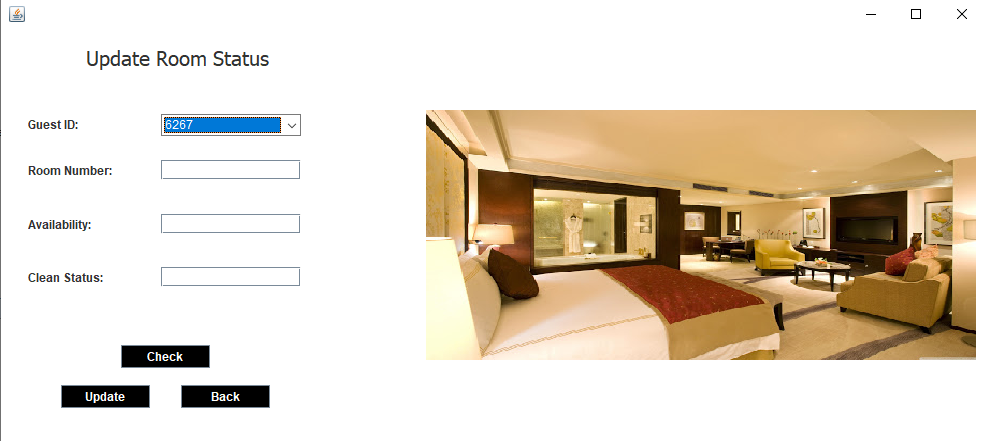 Update Room Status
Guest ID:
6267
Room Number:
Availability:
Clean Status:
Check
Update
Back